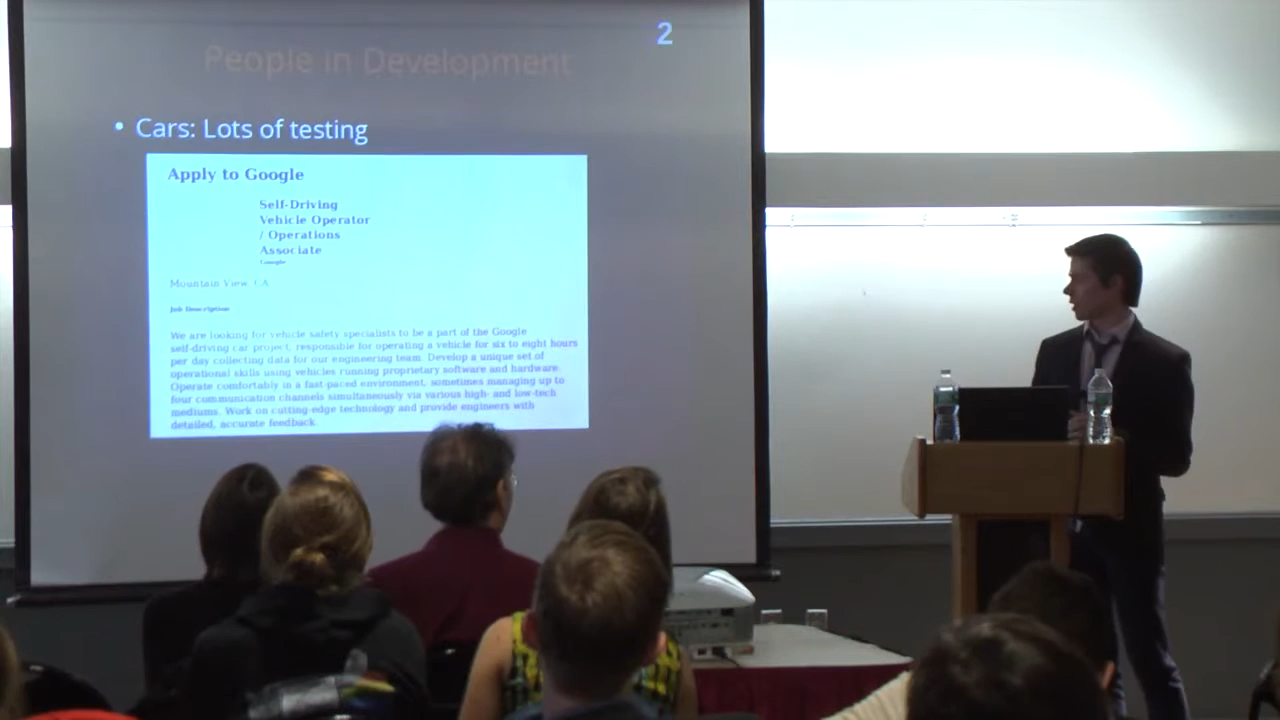 2
People in Development
• Cars: Lots of testing
Apply to Google
Self-Driving
Vehicle Operator
/ Operations
Associate
Google
Mountain View, CA
Job Description
We are looking for vehicle safety specialists to be a part of the Google
self-driving car project, responsible for operating a vehicle for six to eight hours
per day collecting data for our engineering team. Develop a unique set of
operational skills using vehicles running proprietary software and hardware.
Operate comfortably in a fast-paced environment, sometimes managing up to
four communication channels simultaneously via various high- and low-tech
mediums. Work on cutting-edge technology and provide engineers with
detailed, accurate feedback.